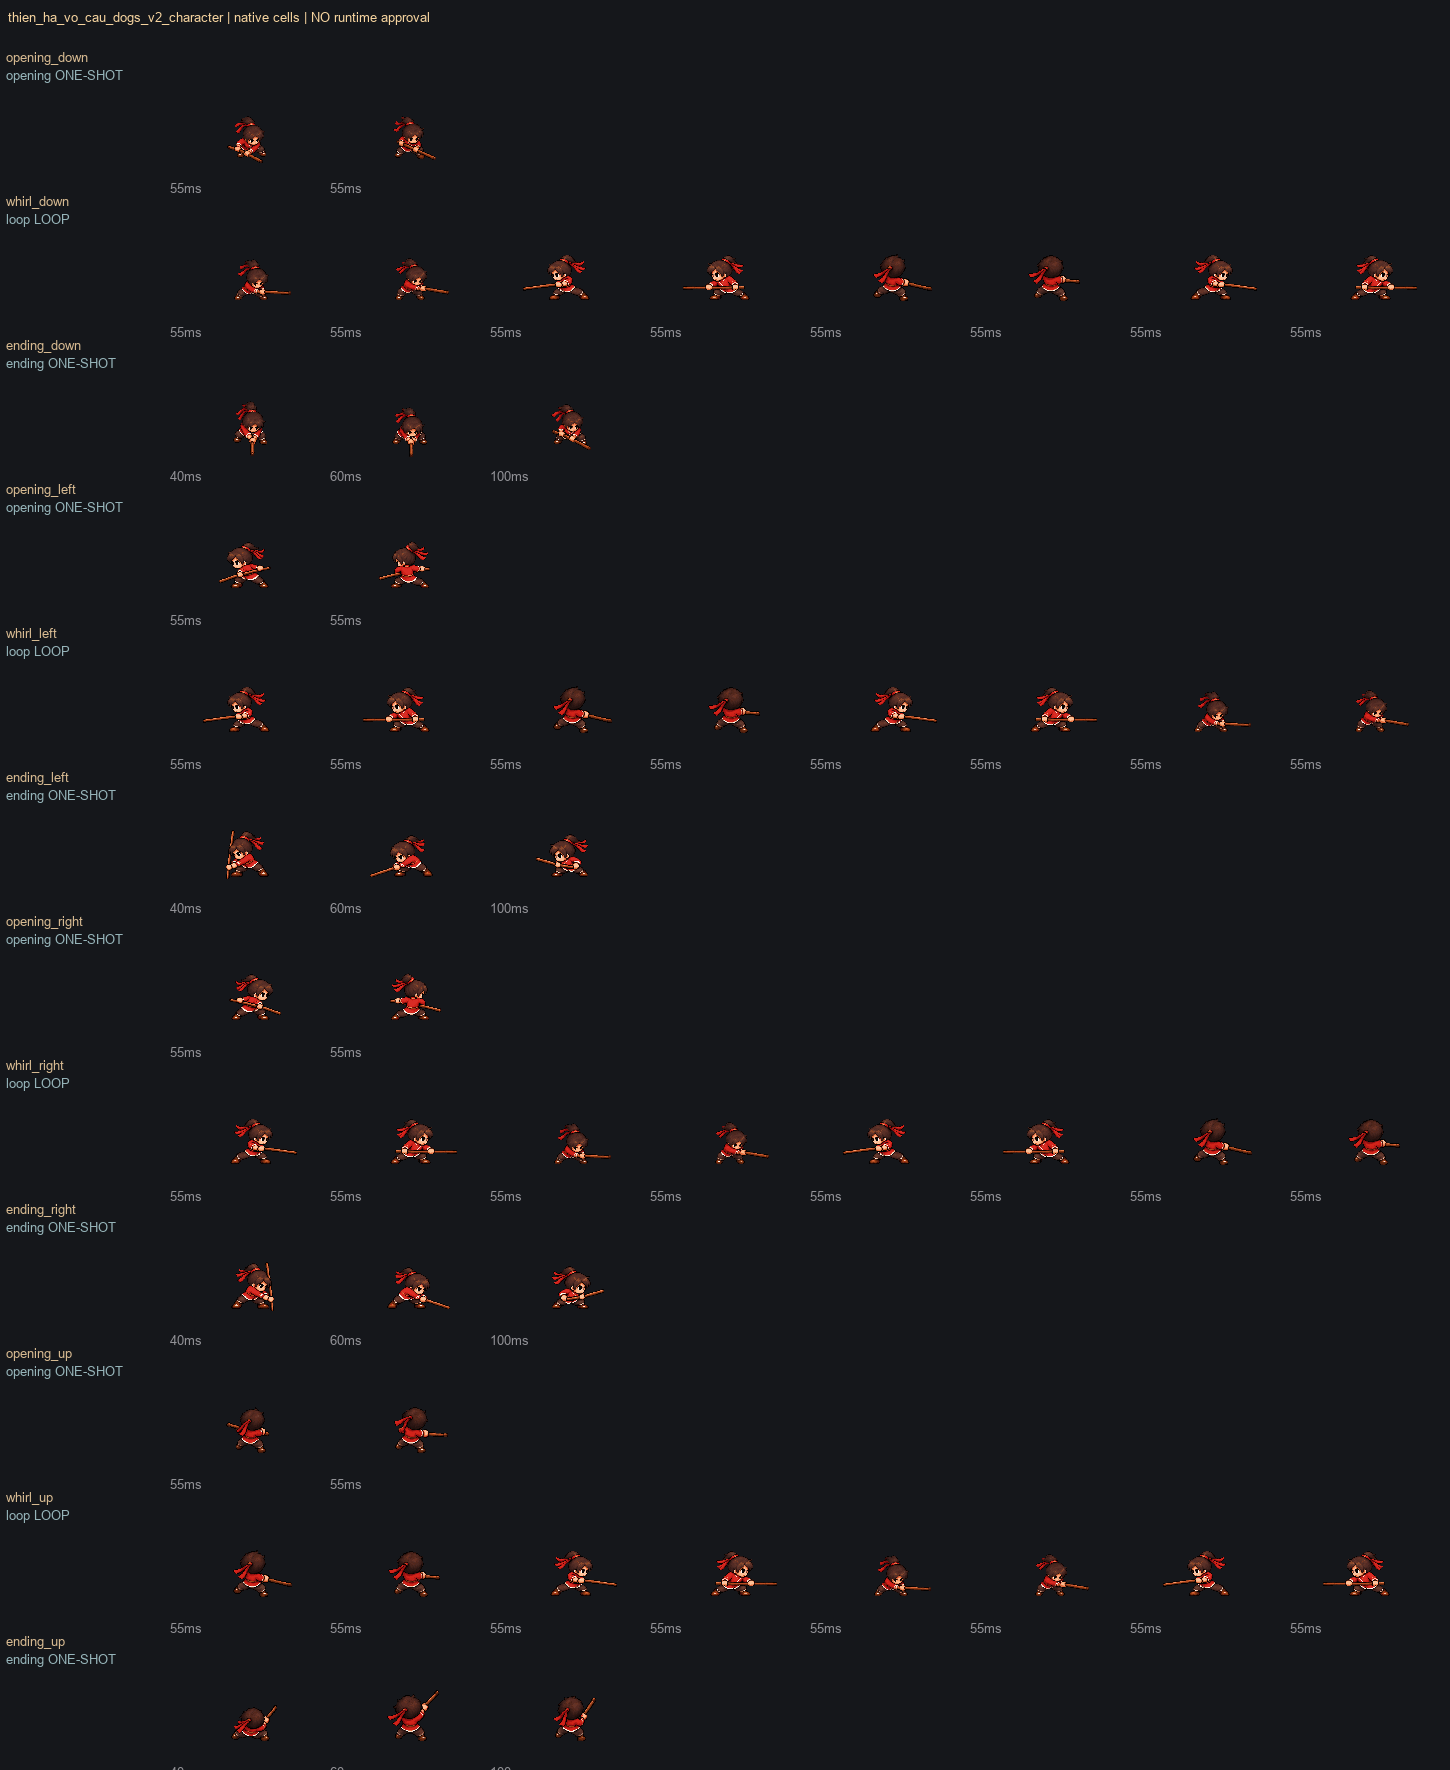 thien_ha_vo_cau_dogs_v2_character | native cells | NO runtime approval
opening_down
opening ONE-SHOT
55ms 55ms
whirl_down
loop LOOP
55ms 55ms 55ms 55ms 55ms 55ms 55ms 55ms
ending_down
ending ONE-SHOT
40ms 60ms 100ms
opening_left
opening ONE-SHOT
55ms 55ms
whirl_left
loop LOOP
55ms 55ms 55ms 55ms 55ms 55ms 55ms 55ms
ending_left
ending ONE-SHOT
40ms 60ms 100ms
opening_right
opening ONE-SHOT
55ms 55ms
whirl_right
loop LOOP
55ms 55ms 55ms 55ms 55ms 55ms 55ms 55ms
ending_right
ending ONE-SHOT
40ms 60ms 100ms
opening_up
opening ONE-SHOT
55ms 55ms
whirl_up
loop LOOP
55ms 55ms 55ms 55ms 55ms 55ms 55ms 55ms
ending_up
ending ONE-SHOT